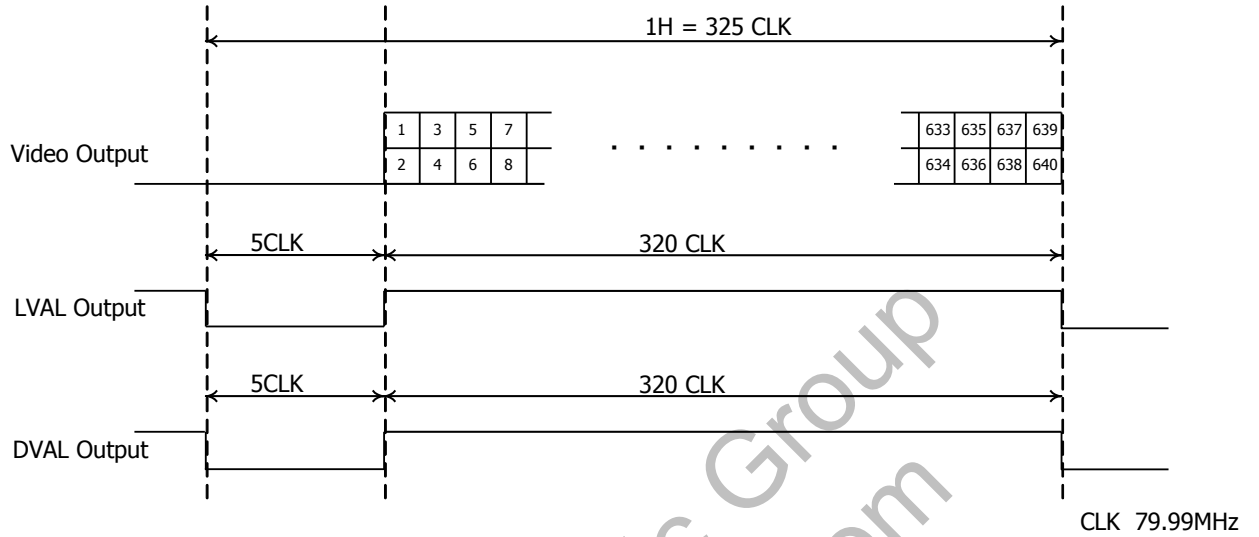 1H = 325 CLK
1 3 5 7 633 635 637 639
Video Output
2 4 6 8 634 636 638 640
5CLK 320 CLK
LVAL Output
5CLK 320 CLK
DVAL Output
CLK 79.99MHz
Group